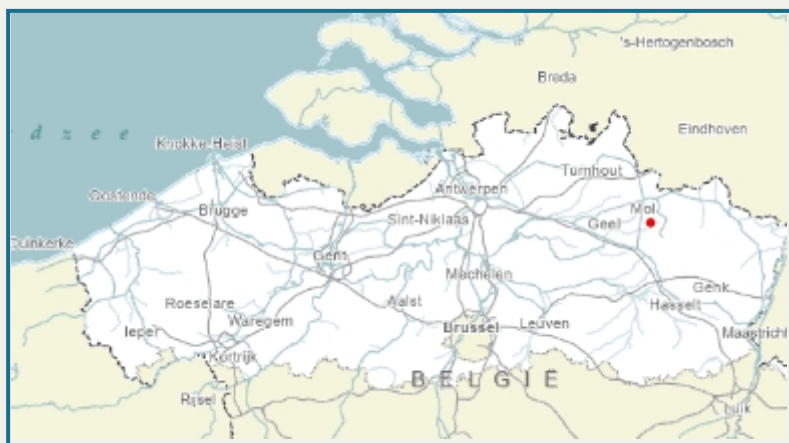 's-Hertogenbosch
Breda
d z e e
Eindhoven
Knokke-Heist
Turnhout
Antwerpen
Oostende
Brugge
Sint-Niklaas
Mol
Geel
Duinkerke
Gent
Mechelen
Genk
Roeselare
Aalst
Hasselt
Ieper
Waregem
Brussel
Leuven
Maastricht
Kortrijk
BELGIË
Rijsel
Luik